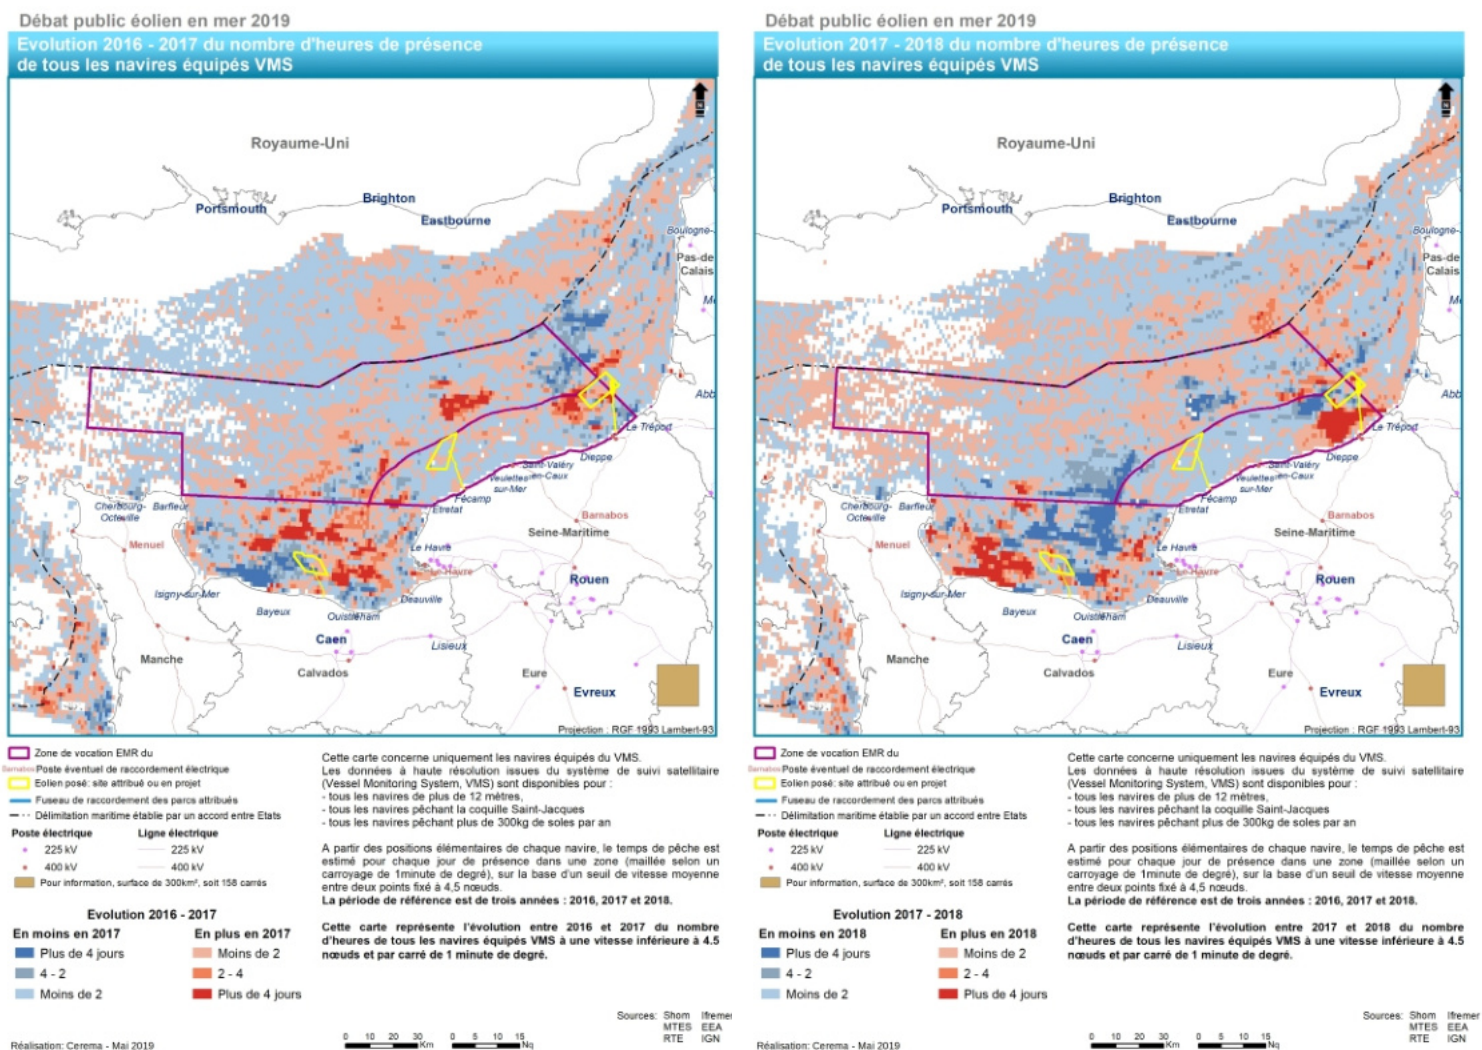 Débat public éolien en mer 2019
Evolution 2016 - 2017 du nombre d'heures de présence
de tous les navires équipés VMS
Royaume-Uni
Brighton
Portsmouth
Eastbourne
Boulogne-
Pas-de
Calais
Abb
Le Tréport
Dieppe
Saint-Valéry
Veulettes-en-Caux
sur-Mer
Fécamp
Etretat
Cherbourg-
Octeville
Barfleur
Barnabos
Seine-Maritime
Menuel
Le Havre
Le Havre
Rouen
Isigny-sur-Mer
Bayeux
Deauville
Ouistreham
Caen
Lisieux
Manche
Calvados
Eure
Evreux
Projection : RGF 1993 Lambert-93
Zone de vocation EMR du
Barnabos Poste éventuel de raccordement électrique
Eolien posé: site attribué ou en projet
Fuseau de raccordement des parcs attribués
Délimitation maritime établie par un accord entre Etats
Poste électrique Ligne électrique
225 kV 225 kV
400 kV 400 kV
Pour information, surface de 300km², soit 158 carrés
Cette carte concerne uniquement les navires équipés du VMS.
Les données à haute résolution issues du système de suivi satellitaire
(Vessel Monitoring System, VMS) sont disponibles pour :
- tous les navires de plus de 12 mètres,
- tous les navires pêchant la coquille Saint-Jacques
- tous les navires pêchant plus de 300kg de soles par an
A partir des positions élémentaires de chaque navire, le temps de pêche est
estimé pour chaque jour de présence dans une zone (maillée selon un
carroyage de 1minute de degré), sur la base d'un seuil de vitesse moyenne
entre deux points fixé à 4,5 nœuds.
La période de référence est de trois années : 2016, 2017 et 2018.
Cette carte représente l'évolution entre 2016 et 2017 du nombre
d'heures de tous les navires équipés VMS à une vitesse inférieure à 4.5
nœuds et par carré de 1 minute de degré.
Evolution 2016 - 2017
En moins en 2017 En plus en 2017
Plus de 4 jours Moins de 2
4 - 2 2 - 4
Moins de 2 Plus de 4 jours
Sources: Shom Ifremer
MTES EEA
RTE IGN
0 10 20 30 Km 0 5 10 15 Nq
Réalisation: Cerema - Mai 2019
Débat public éolien en mer 2019
Evolution 2017 - 2018 du nombre d'heures de présence
de tous les navires équipés VMS
Royaume-Uni
Brighton
Portsmouth
Eastbourne
Boulogne-
Pas-de
Calais
Abb
Le Tréport
Dieppe
Saint-Valéry
Veulettes-en-Caux
sur-Mer
Fécamp
Etretat
Cherbourg-
Octeville
Barfleur
Barnabos
Seine-Maritime
Menuel
Le Havre
Le Havre
Rouen
Isigny-sur-Mer
Bayeux
Deauville
Ouistreham
Caen
Lisieux
Manche
Calvados
Eure
Evreux
Projection : RGF 1993 Lambert-93
Zone de vocation EMR du
Barnabos Poste éventuel de raccordement électrique
Eolien posé: site attribué ou en projet
Fuseau de raccordement des parcs attribués
Délimitation maritime établie par un accord entre Etats
Poste électrique Ligne électrique
225 kV 225 kV
400 kV 400 kV
Pour information, surface de 300km², soit 158 carrés
Cette carte concerne uniquement les navires équipés du VMS.
Les données à haute résolution issues du système de suivi satellitaire
(Vessel Monitoring System, VMS) sont disponibles pour :
- tous les navires de plus de 12 mètres,
- tous les navires pêchant la coquille Saint-Jacques
- tous les navires pêchant plus de 300kg de soles par an
A partir des positions élémentaires de chaque navire, le temps de pêche est
estimé pour chaque jour de présence dans une zone (maillée selon un
carroyage de 1minute de degré), sur la base d'un seuil de vitesse moyenne
entre deux points fixé à 4,5 nœuds.
La période de référence est de trois années : 2016, 2017 et 2018.
Cette carte représente l'évolution entre 2017 et 2018 du nombre
d'heures de tous les navires équipés VMS à une vitesse inférieure à 4.5
nœuds et par carré de 1 minute de degré.
Evolution 2017 - 2018
En moins en 2018 En plus en 2018
Plus de 4 jours Moins de 2
4 - 2 2 - 4
Moins de 2 Plus de 4 jours
Sources: Shom Ifremer
MTES EEA
RTE IGN
0 10 20 30 Km 0 5 10 15 Nq
Réalisation: Cerema - Mai 2019